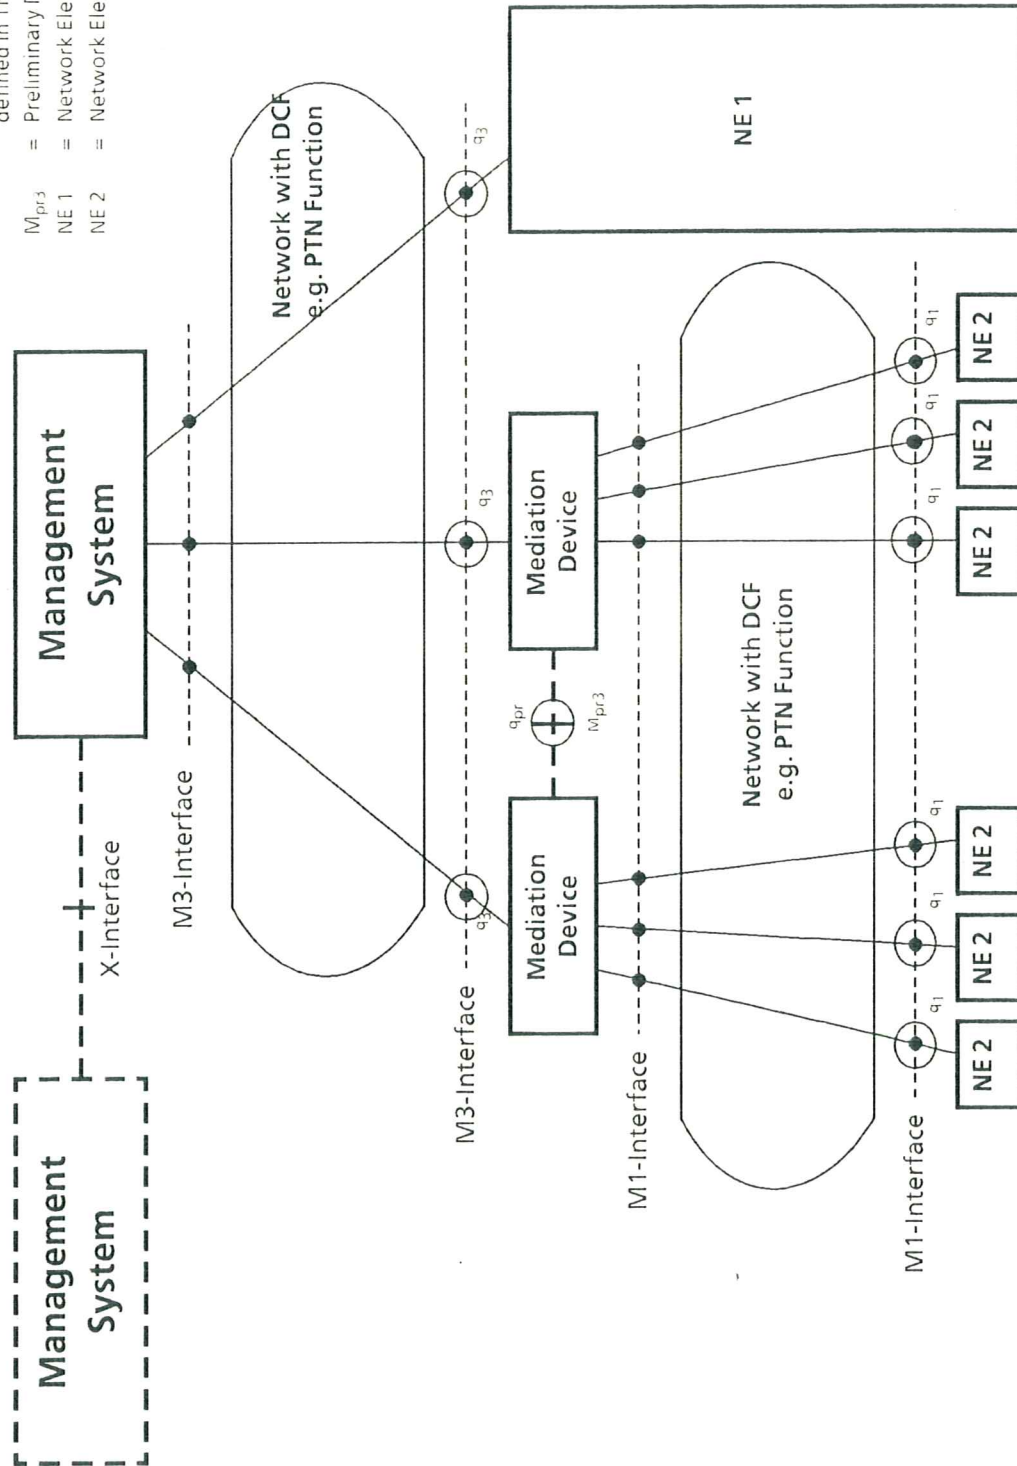 defined in
Mpr3 = Preliminary
NE 1 = Network Ele
NE 2 = Network Ele
Management
System
X-Interface
Management
System
M3-Interface
Network with DCF
e.g. PTN Function
M3-Interface
q3
q3
q3
Mediation
Device
qpr
Mpr3
Mediation
Device
NE 1
M1-Interface
Network with DCF
e.g. PTN Function
M1-Interface
q1
q1
q1
q1
q1
q1
NE 2
NE 2
NE 2
NE 2
NE 2
NE 2